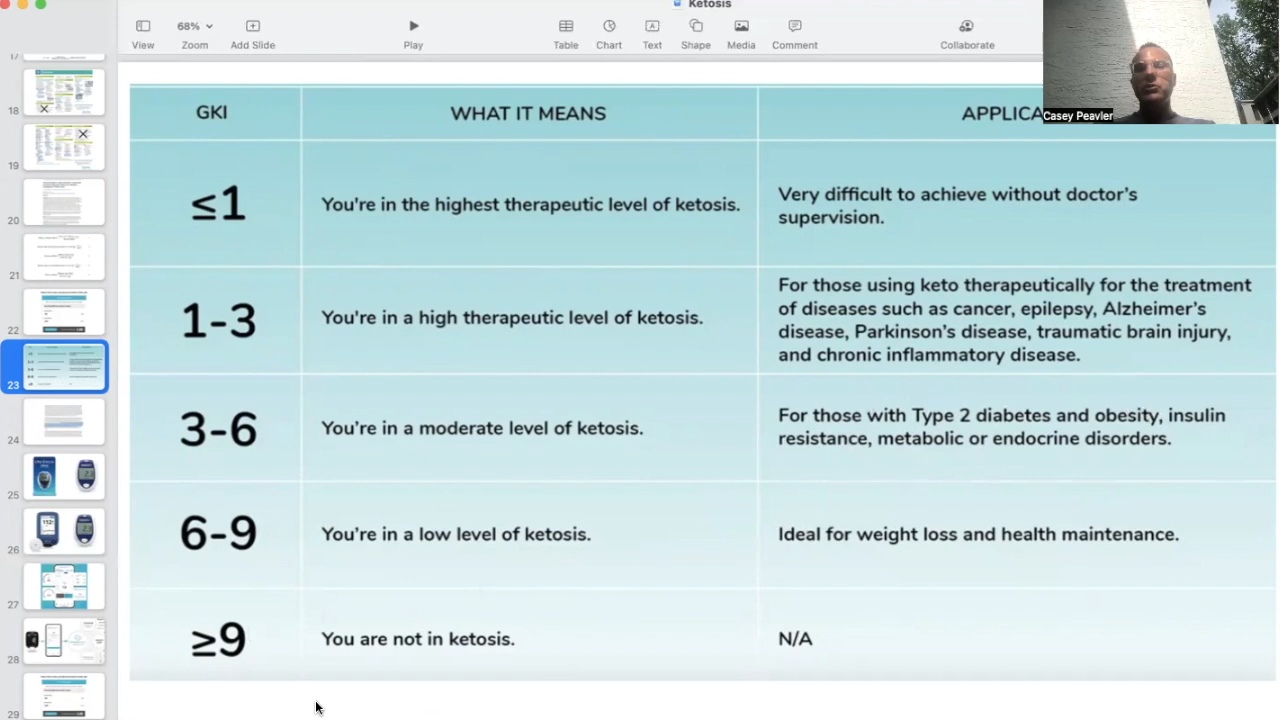 Ketosis
68%
View
Zoom
Add Slide
Play
Table
Chart
Text
Shape
Media
Comment
Collaborate
Casey Peavler
GKI
WHAT IT MEANS
APPLICA
≤1
You're in the highest therapeutic level of ketosis.
Very difficult to achieve without doctor's
supervision.
1-3
You're in a high therapeutic level of ketosis.
For those using keto therapeutically for the treatment
of diseases such as cancer, epilepsy, Alzheimer's
disease, Parkinson's disease, traumatic brain injury,
and chronic inflammatory disease.
3-6
You're in a moderate level of ketosis.
For those with Type 2 diabetes and obesity, insulin
resistance, metabolic or endocrine disorders.
6-9
You're in a low level of ketosis.
Ideal for weight loss and health maintenance.
≥9
You are not in ketosis.
N/A
17
18
19
20
21
22
23
24
25
26
27
28
29